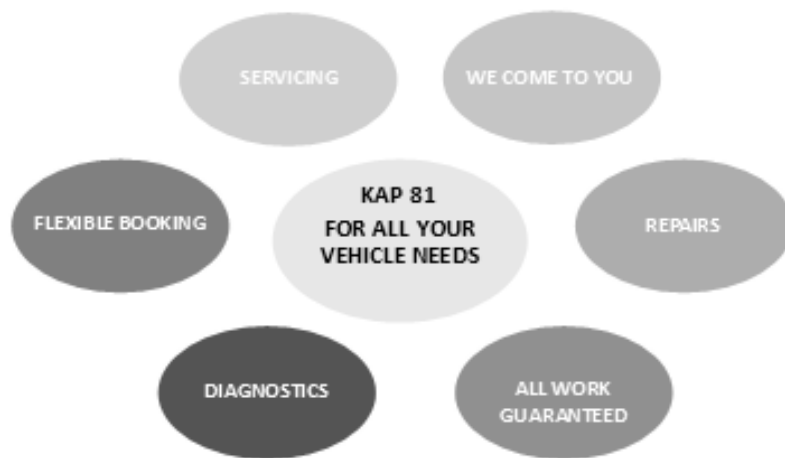 SERVICING
WE COME TO YOU
KAP 81
FOR ALL YOUR
VEHICLE NEEDS
FLEXIBLE BOOKING
REPAIRS
DIAGNOSTICS
ALL WORK
GUARANTEED